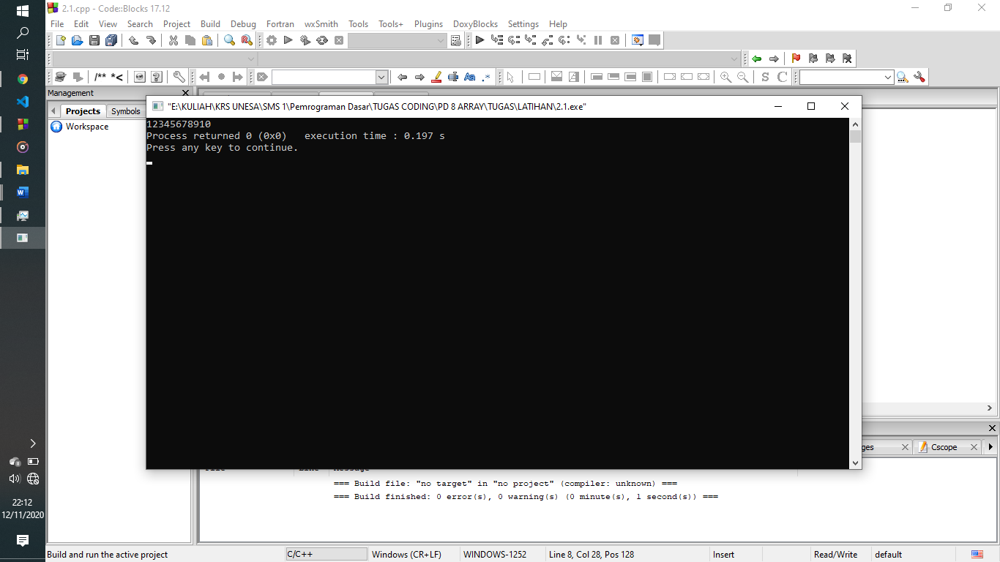 2.1.cpp - Code::Blocks 17.12
File Edit View Search Project Build Debug Fortran wxSmith Tools Tools+ Plugins DoxyBlocks Settings Help
/** *<
Aa .*
S C
Management
Projects Symbols
Workspace
"E:\KULIAH\KRS UNESA\SMS 1\Pemrograman Dasar\TUGAS CODING\PD 8 ARRAY\TUGAS\LATIHAN\2.1.exe"
12345678910
Process returned 0 (0x0)   execution time : 0.197 s
Press any key to continue.
ges Cscope
=== Build file: "no target" in "no project" (compiler: unknown) ===
=== Build finished: 0 error(s), 0 warning(s) (0 minute(s), 1 second(s)) ===
22:12
12/11/2020
Build and run the active project C/C++ Windows (CR+LF) WINDOWS-1252 Line 8, Col 28, Pos 128 Insert Read/Write default